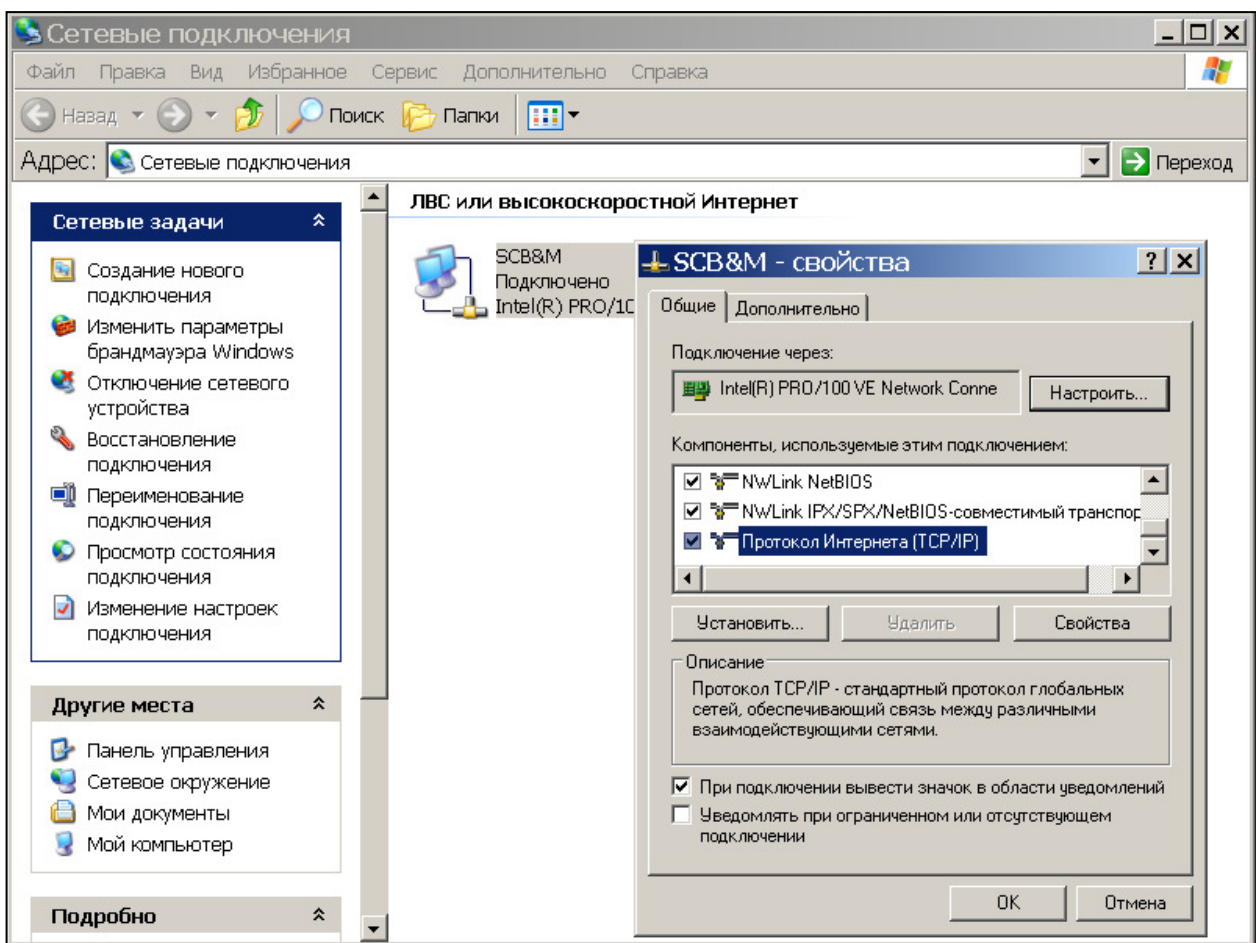 Сетевые подключения
Файл Правка Вид Избранное Сервис Дополнительно Справка
Назад Поиск Папки
Адрес: Сетевые подключения Переход
Сетевые задачи
Создание нового
подключения
Изменить параметры
брандмауэра Windows
Отключение сетевого
устройства
Восстановление
подключения
Переименование
подключения
Просмотр состояния
подключения
Изменение настроек
подключения
Другие места
Панель управления
Сетевое окружение
Мои документы
Мой компьютер
Подробно
ЛВС или высокоскоростной Интернет
SCB&M
Подключено
Intel(R) PRO/10
SCB&M - свойства
Общие Дополнительно
Подключение через:
Intel(R) PRO/100 VE Network Conne Настроить...
Компоненты, используемые этим подключением:
NWLink NetBIOS
NWLink IPX/SPX/NetBIOS-совместимый транспор
Протокол Интернета (TCP/IP)
Установить... Удалить Свойства
Описание
Протокол TCP/IP - стандартный протокол глобальных
сетей, обеспечивающий связь между различными
взаимодействующими сетями.
При подключении вывести значок в области уведомлений
Уведомлять при ограниченном или отсутствующем
подключении
OK Отмена